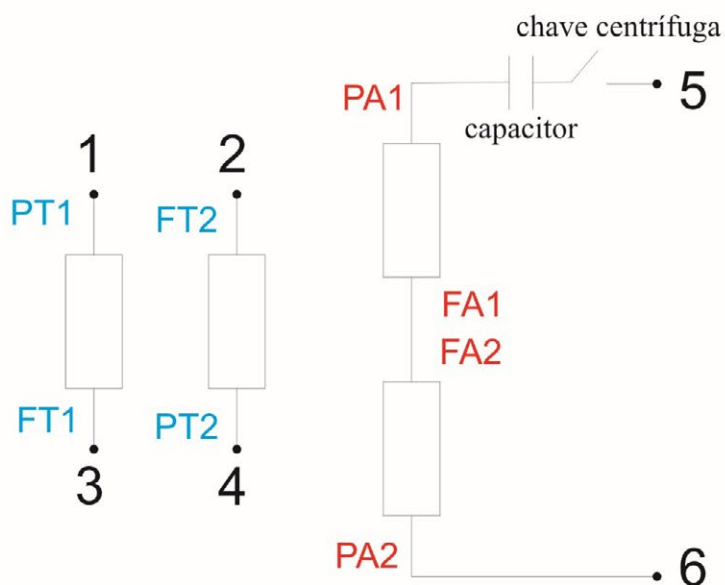 chave centrífuga
PA1
5
capacitor
1 2
PT1 FT2
FA1
FA2
FT1 PT2
3 4
PA2
6